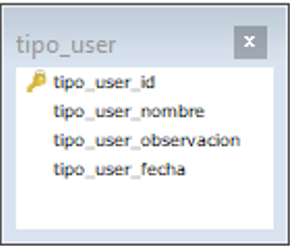 tipo_user
x
tipo_user_id
tipo_user_nombre
tipo_user_observacion
tipo_user_fecha